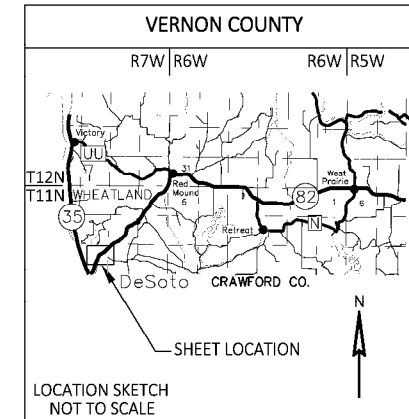 VERNON COUNTY
R7W R6W R6W R5W
Victory
UU
31
West
Prairie
T12N
T11N WHEATLAND
Red
Mound
6
82
1 6
35
N
Retreat
DeSoto CRAWFORD CO.
N
SHEET LOCATION
LOCATION SKETCH
NOT TO SCALE